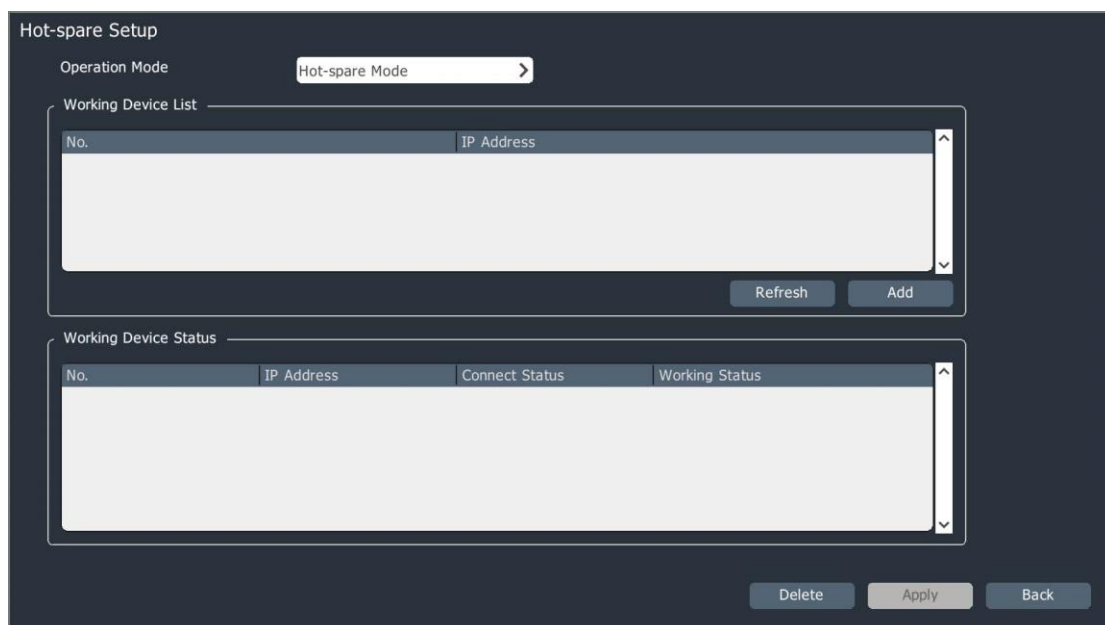 Hot-spare Setup
Operation Mode Hot-spare Mode
Working Device List
No. IP Address
Refresh Add
Working Device Status
No. IP Address Connect Status Working Status
Delete Apply Back